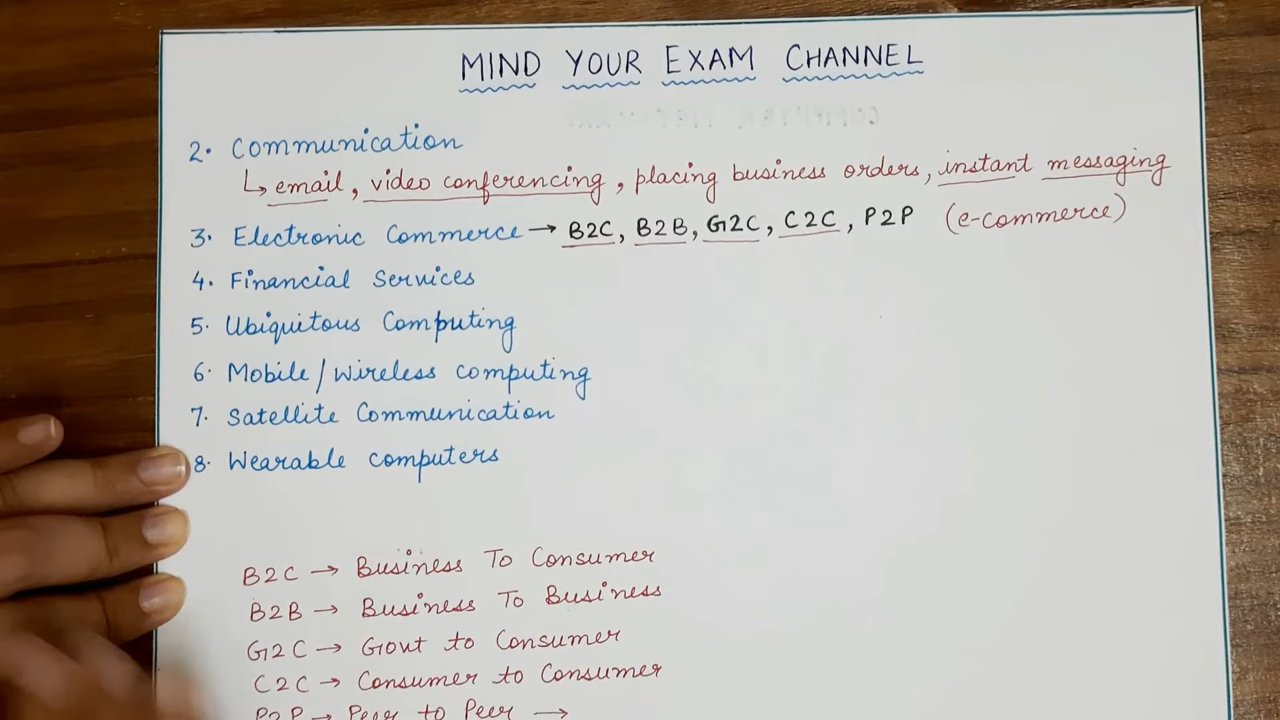 MIND YOUR EXAM CHANNEL
2. Communication
↳ email, video conferencing, placing business orders, instant messaging
3. Electronic Commerce → B2C, B2B, G2C, C2C, P2P (e-commerce)
4. Financial Services
5. Ubiquitous Computing
6. Mobile/wireless computing
7. Satellite Communication
8. Wearable computers
B2C → Business To Consumer
B2B → Business To Business
G2C → Govt to Consumer
C2C → Consumer to Consumer
P2P → Peer to Peer →